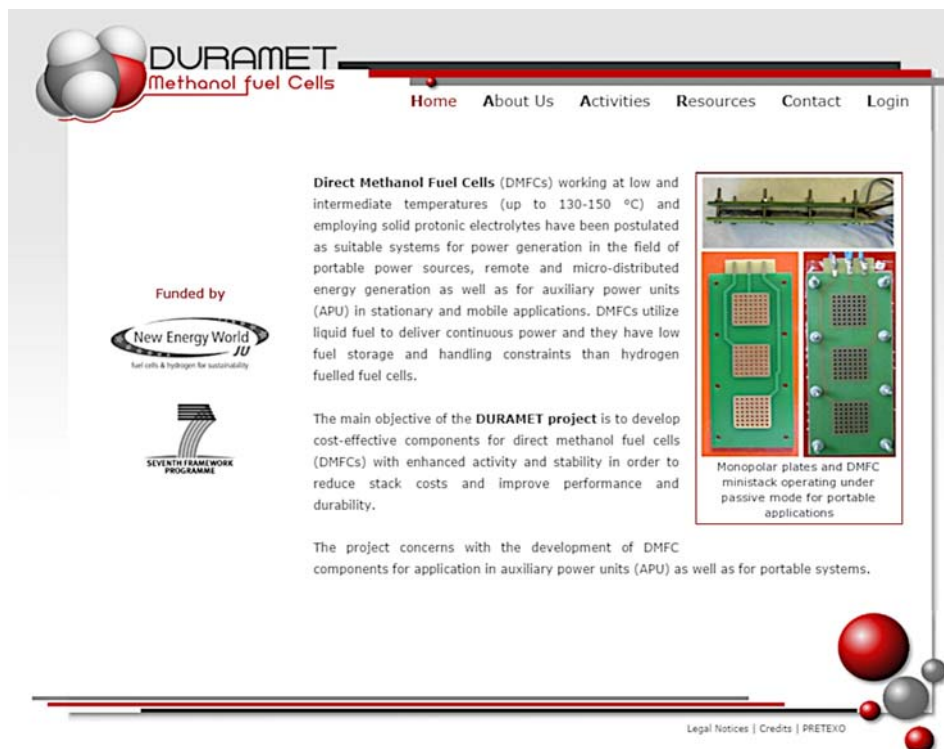 DURAMET
Methanol fuel Cells
Home About Us Activities Resources Contact Login
Direct Methanol Fuel Cells (DMFCs) working at low and
intermediate temperatures (up to 130-150 ºC) and
employing solid protonic electrolytes have been postulated
as suitable systems for power generation in the field of
portable power sources, remote and micro-distributed
energy generation as well as for auxiliary power units
(APU) in stationary and mobile applications. DMFCs utilize
liquid fuel to deliver continuous power and they have low
fuel storage and handling constraints than hydrogen
fuelled fuel cells.
The main objective of the DURAMET project is to develop
cost-effective components for direct methanol fuel cells
(DMFCs) with enhanced activity and stability in order to
reduce stack costs and improve performance and
durability.
The project concerns with the development of DMFC
components for application in auxiliary power units (APU) as well as for portable systems.
Funded by
New Energy World
JU
fuel cells & hydrogen for sustainability
7
SEVENTH FRAMEWORK
PROGRAMME
Monopolar plates and DMFC
ministack operating under
passive mode for portable
applications
Legal Notices | Credits | PRETEXO